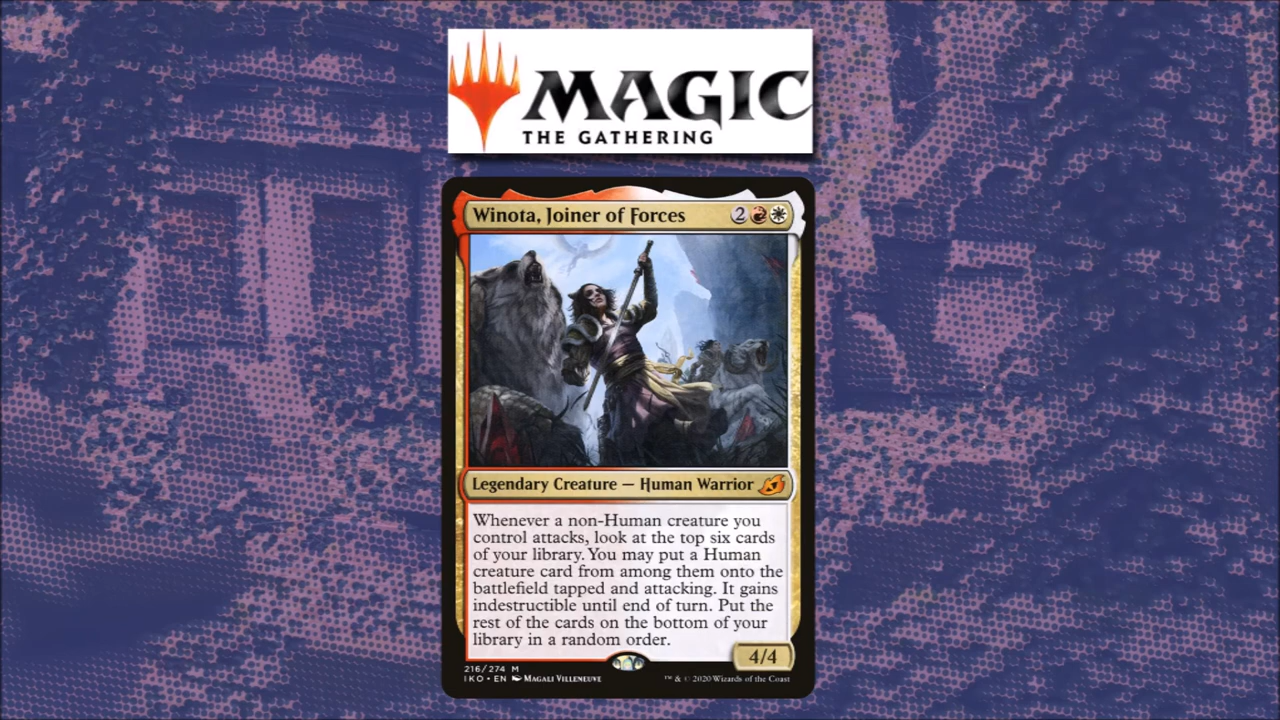 MAGIC
THE GATHERING
Winota, Joiner of Forces 2
Legendary Creature — Human Warrior
Whenever a non-Human creature you
control attacks, look at the top six cards
of your library. You may put a Human
creature card from among them onto the
battlefield tapped and attacking. It gains
indestructible until end of turn. Put the
rest of the cards on the bottom of your
library in a random order.
4/4
216/274 M
IKO • EN Magali Villeneuve
™ & © 2020 Wizards of the Coast